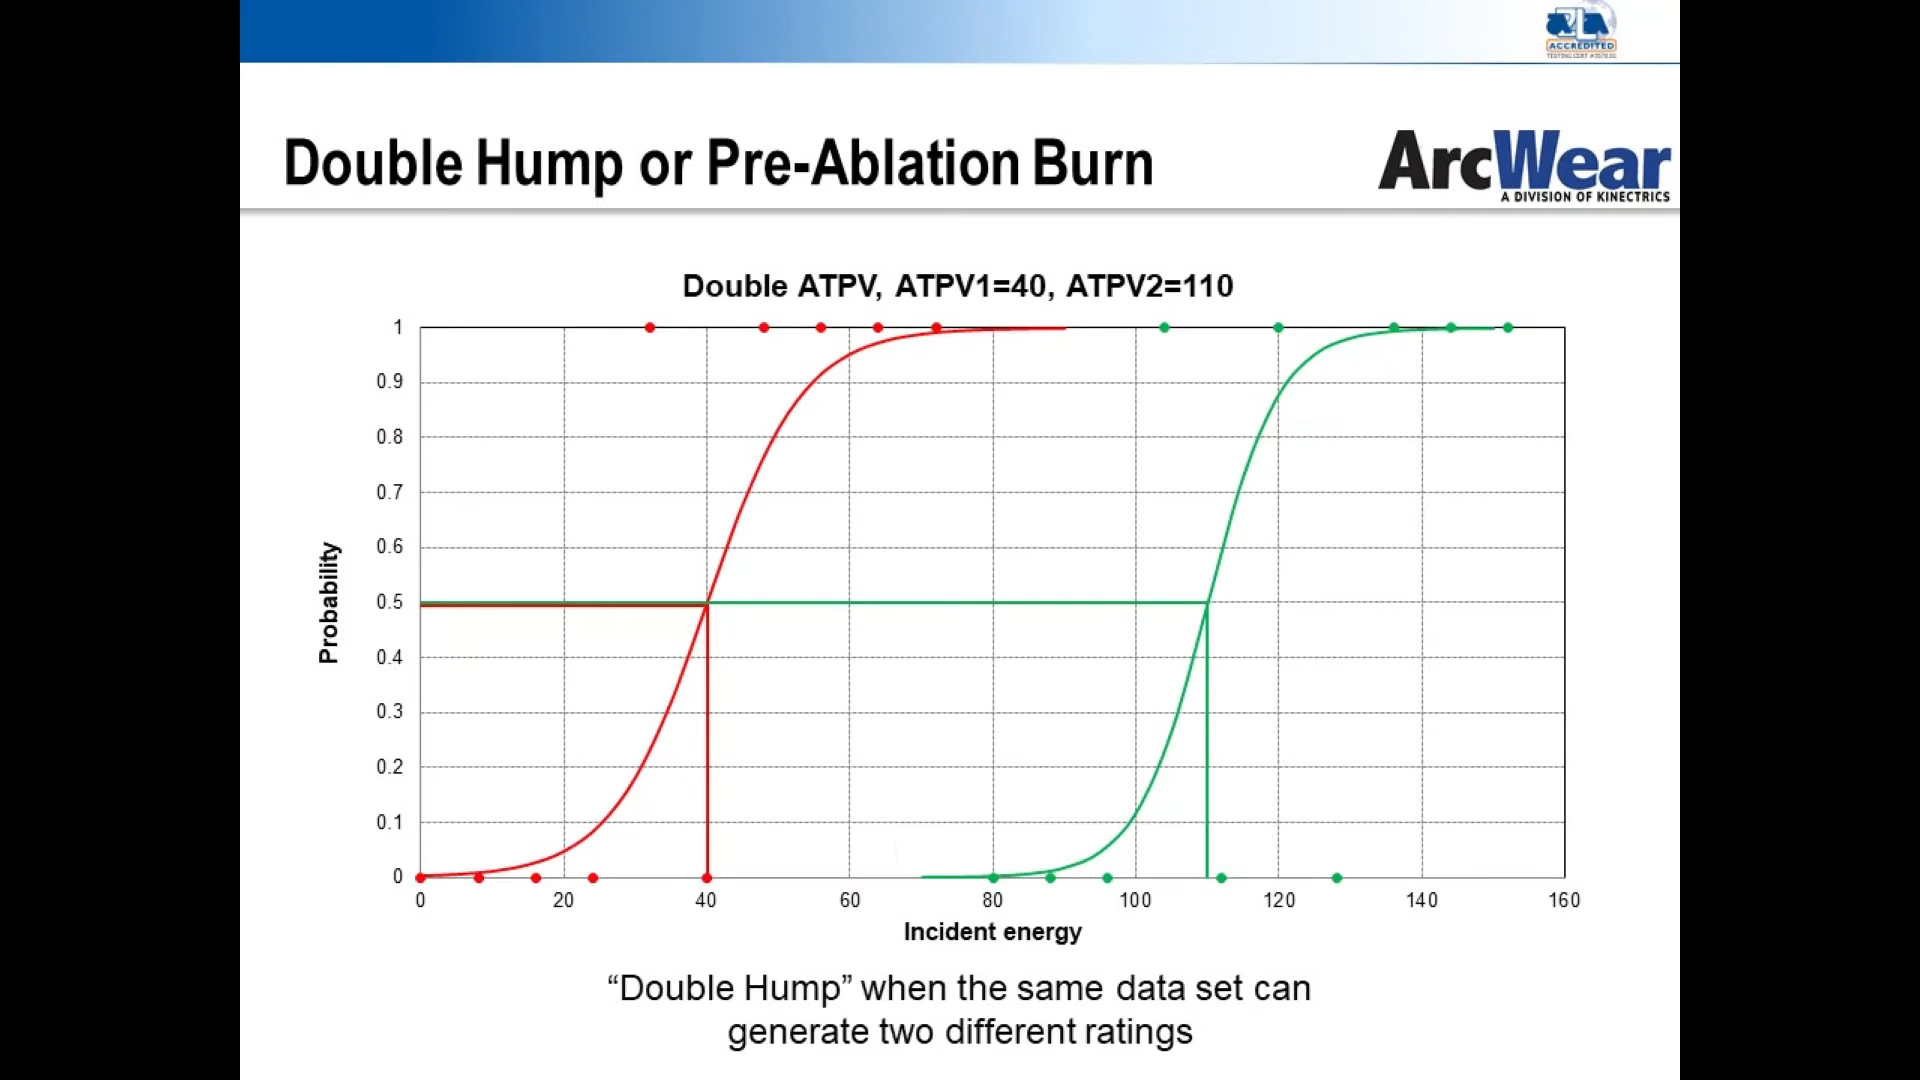 ACCREDITED
Double Hump or Pre-Ablation Burn
ArcWear
A DIVISION OF KINECTRICS
Double ATPV, ATPV1=40, ATPV2=110
1
0.9
0.8
0.7
0.6
0.5
0.4
0.3
0.2
0.1
0
Probability
0 20 40 60 80 100 120 140 160
Incident energy
“Double Hump” when the same data set can
generate two different ratings